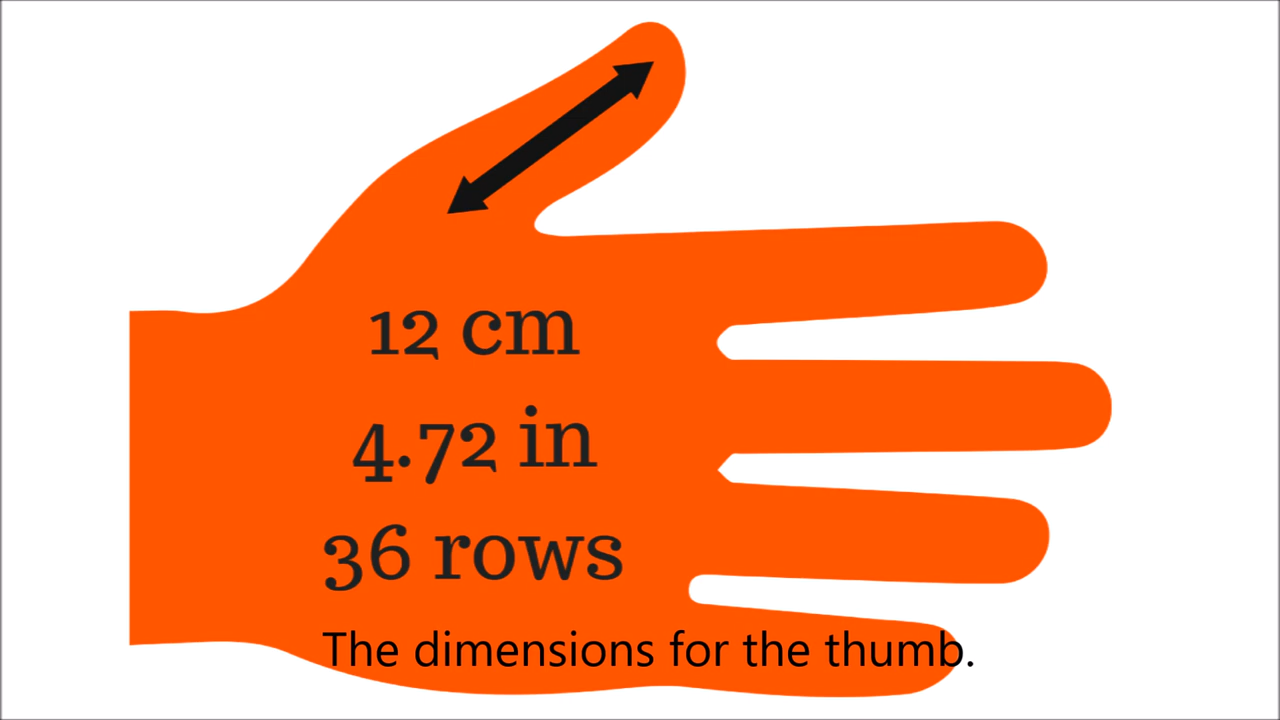 12 cm
4.72 in
36 rows
The dimensions for the thumb.